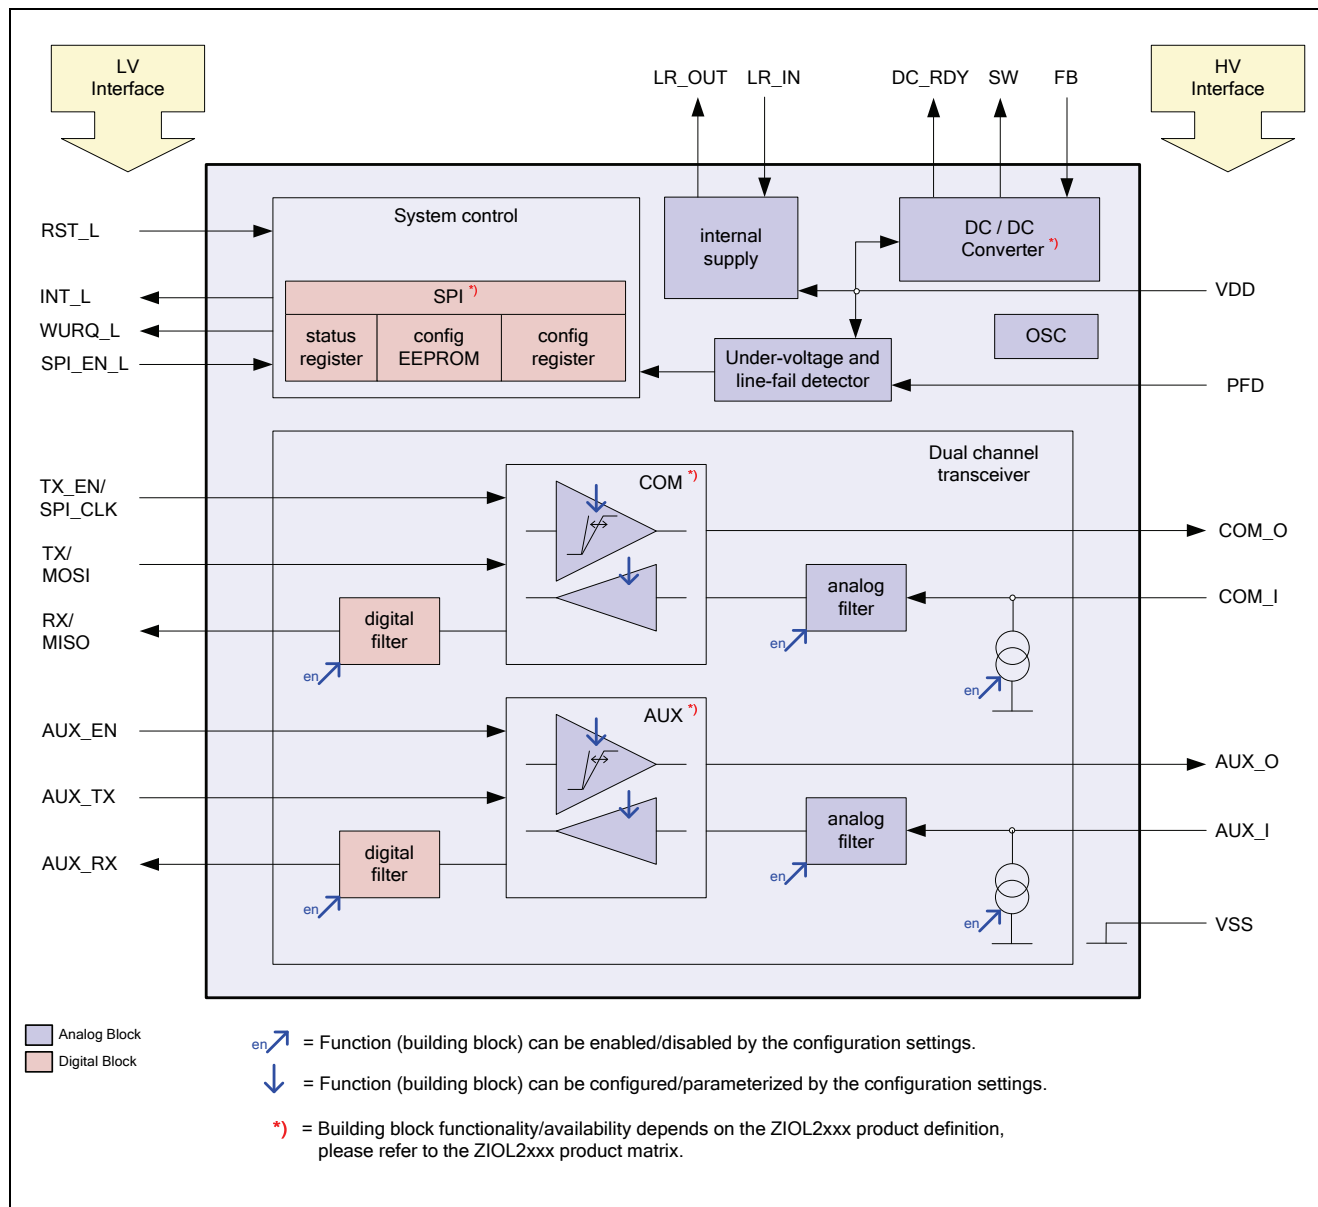 LV
Interface
HV
Interface
LR_OUT
LR_IN
DC_RDY
SW
FB
RST_L
INT_L
WURQ_L
SPI_EN_L
System control
SPI *)
status
register
config
EEPROM
config
register
internal
supply
DC / DC
Converter *)
VDD
OSC
Under-voltage and
line-fail detector
PFD
Dual channel
transceiver
TX_EN/
SPI_CLK
TX/
MOSI
RX/
MISO
COM *)
COM_O
COM_I
digital
filter
en
analog
filter
en
en
AUX_EN
AUX_TX
AUX_RX
AUX *)
AUX_O
AUX_I
digital
filter
en
analog
filter
en
en
VSS
Analog Block
Digital Block
en = Function (building block) can be enabled/disabled by the configuration settings.
= Function (building block) can be configured/parameterized by the configuration settings.
*) = Building block functionality/availability depends on the ZIOL2xxx product definition,
please refer to the ZIOL2xxx product matrix.